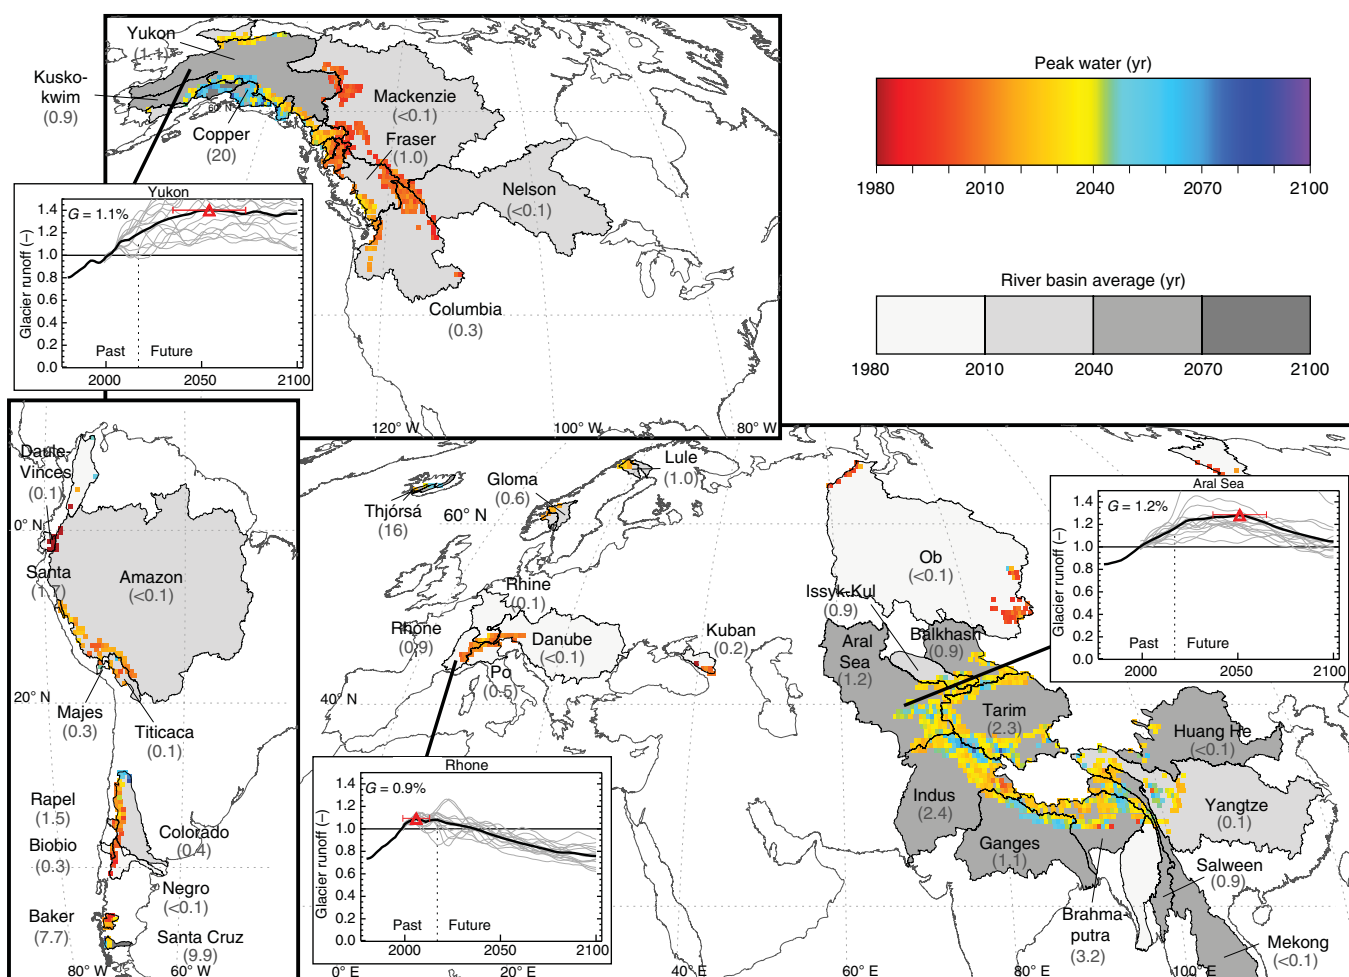 Yukon
(1.1)
Kusko-
kwim
(0.9)
60° N
Copper
(20)
Mackenzie
(<0.1)
Fraser
(1.0)
Nelson
(<0.1)
Columbia
(0.3)
120° W
100° W
80° W
Peak water (yr)
1980
2010
2040
2070
2100
River basin average (yr)
1980
2010
2040
2070
2100
Yukon
G = 1.1%
Glacier runoff (–)
1.4
1.2
1.0
0.8
0.6
0.4
0.2
0.0
Past
Future
2000
2050
2100
Daule-
Vinces
(0.1)
0° N
Santa
(1.7)
Amazon
(<0.1)
20° N
Majes
(0.3)
Titicaca
(0.1)
Rapel
(1.5)
Biobio
(0.3)
Colorado
(0.4)
Negro
(<0.1)
Baker
(7.7)
Santa Cruz
(9.9)
80° W
60° W
Thjórsá
(16)
60° N
Gloma
(0.6)
Lule
(1.0)
Rhine
(0.1)
Rhone
(0.9)
Danube
(<0.1)
Po
(0.5)
40° N
Kuban
(0.2)
Ob
(<0.1)
Issyk-Kul
(0.9)
Balkhash
(0.9)
Aral
Sea
(1.2)
Tarim
(2.3)
Huang He
(<0.1)
Indus
(2.4)
Ganges
(1.1)
Yangtze
(0.1)
Salween
(0.9)
Brahma-
putra
(3.2)
Mekong
(<0.1)
0° E
20° E
40° E
60° E
80° E
100° E
Rhone
G = 0.9%
Glacier runoff (–)
1.4
1.2
1.0
0.8
0.6
0.4
0.2
0.0
Past
Future
2000
2050
2100
Aral Sea
G = 1.2%
Glacier runoff (–)
1.4
1.2
1.0
0.8
0.6
0.4
0.2
0.0
Past
Future
2000
2050
2100